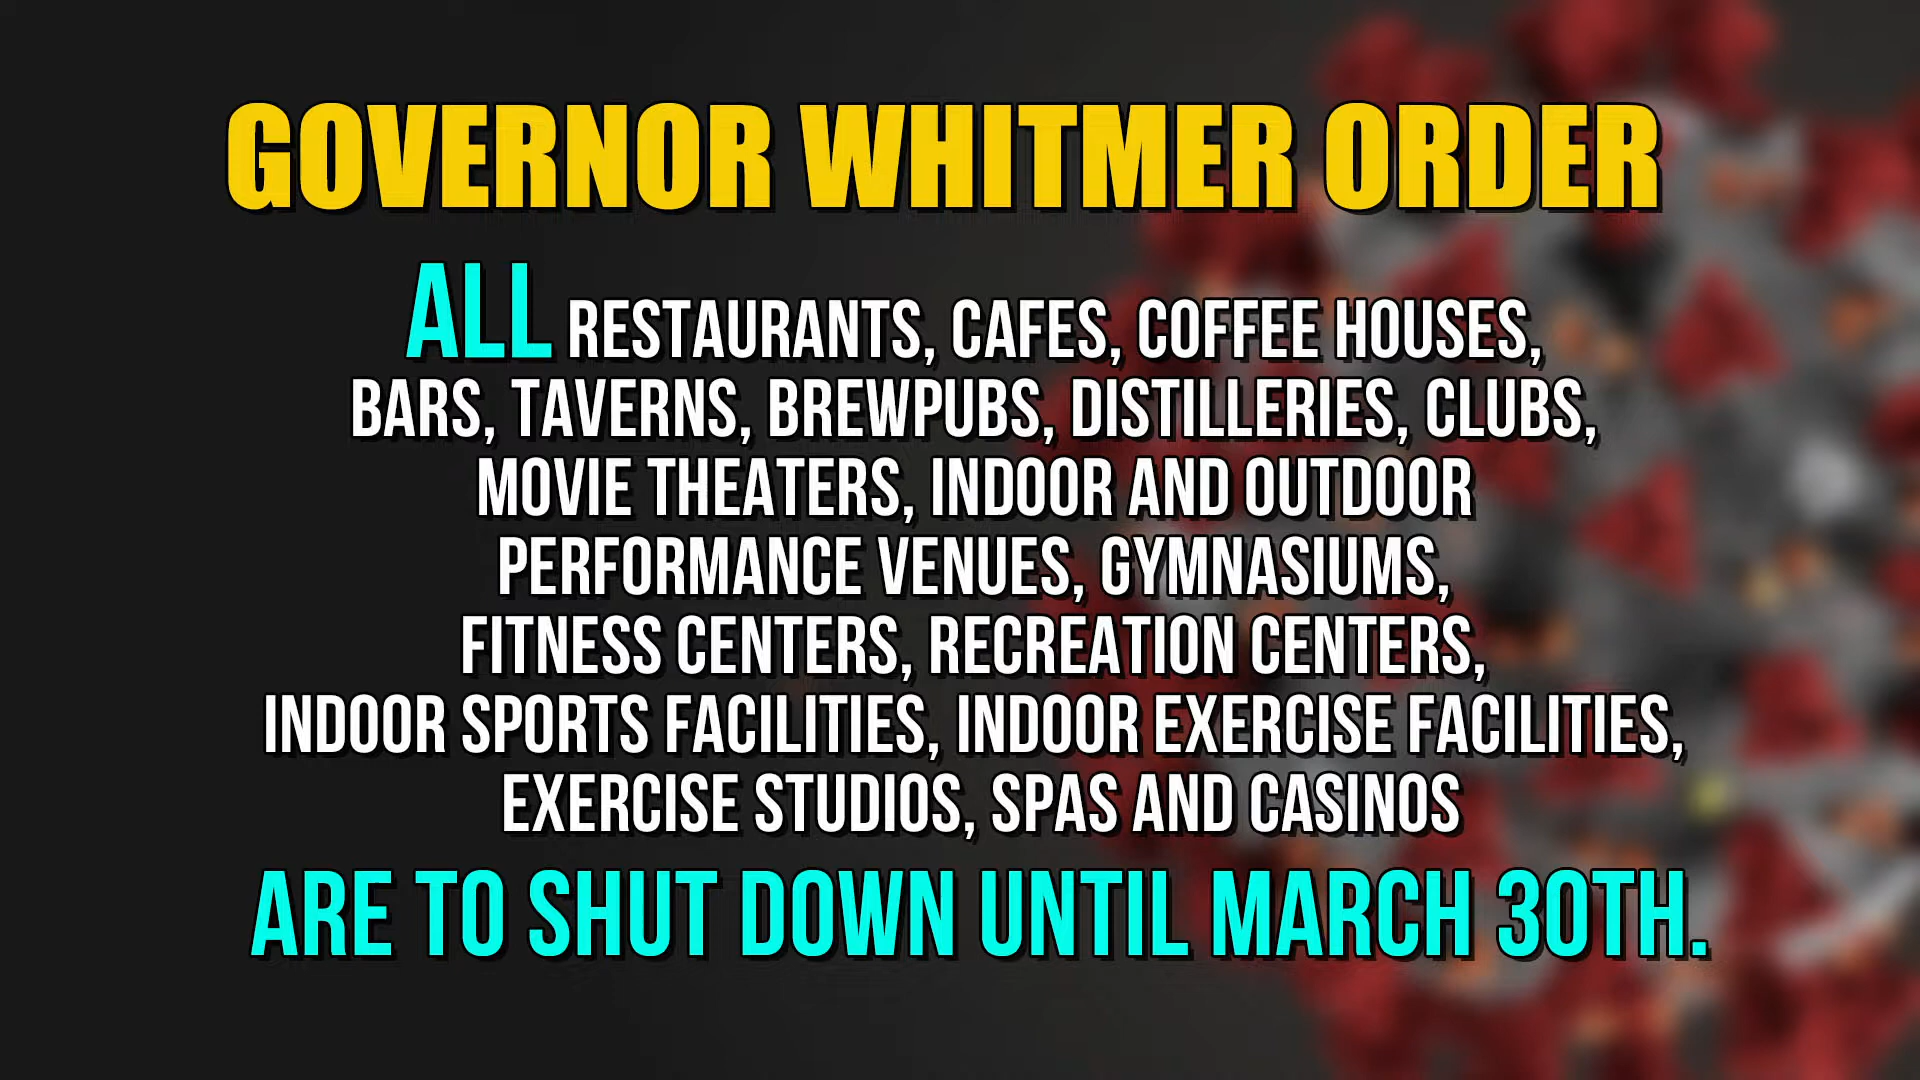 GOVERNOR WHITMER ORDER
ALL RESTAURANTS, CAFES, COFFEE HOUSES,
BARS, TAVERNS, BREWPUBS, DISTILLERIES, CLUBS,
MOVIE THEATERS, INDOOR AND OUTDOOR
PERFORMANCE VENUES, GYMNASIUMS,
FITNESS CENTERS, RECREATION CENTERS,
INDOOR SPORTS FACILITIES, INDOOR EXERCISE FACILITIES,
EXERCISE STUDIOS, SPAS AND CASINOS
ARE TO SHUT DOWN UNTIL MARCH 30TH.